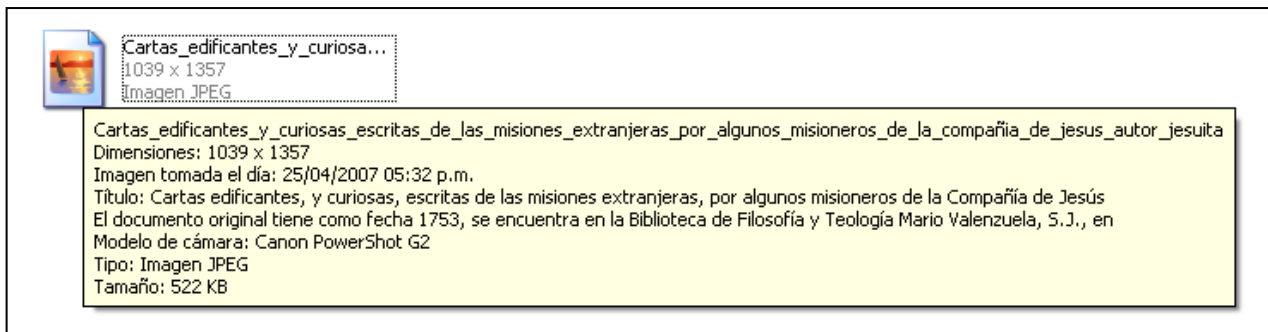 Cartas_edificantes_y_curiosa...
1039 x 1357
Imagen JPEG
Cartas_edificantes_y_curiosas_escritas_de_las_misiones_extranjeras_por_algunos_misioneros_de_la_compañia_de_jesus_autor_jesuita
Dimensiones: 1039 x 1357
Imagen tomada el día: 25/04/2007 05:32 p.m.
Título: Cartas edificantes, y curiosas, escritas de las misiones extranjeras, por algunos misioneros de la Compañía de Jesús
El documento original tiene como fecha 1753, se encuentra en la Biblioteca de Filosofía y Teología Mario Valenzuela, S.J., en
Modelo de cámara: Canon PowerShot G2
Tipo: Imagen JPEG
Tamaño: 522 KB